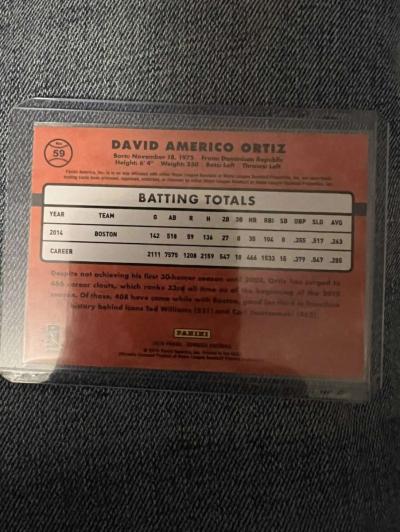 No.
59
DAVID AMERICO ORTIZ
Born: November 18, 1975 From: Dominican Republic
Height: 6' 4" Weight: 230 Bats: Left Throws: Left
BATTING TOTALS
YEAR TEAM G AB R H 2B 3B HR RBI SB OBP SLG AVG
2014 BOSTON 142 518 59 136 27 0 35 104 0 .355 .517 .263
CAREER 2111 7575 1208 2159 547 18 466 1533 15 .379 .547 .285
Despite not achieving his first 30-homer season until 2003, Ortiz has surged to
466 career clouts, which ranks 33rd all-time as of the beginning of the 2015
season. Of those, 408 have come while with Boston, good for third in franchise
history behind icons Ted Williams (521) and Carl Yastrzemski (452).
PANINI